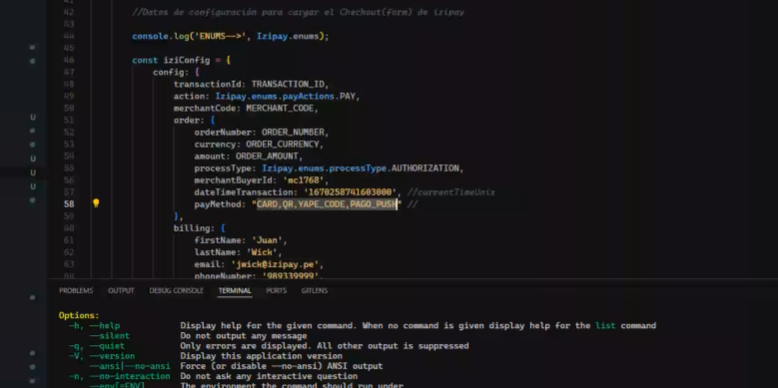 41
42 //Datos de configuración para cargar el Checkout(form) de izipay
43
44 console.log('ENUMS-->', Izipay.enums);
45
46 const iziConfig = {
47 config: {
48 transactionId: TRANSACTION_ID,
49 action: Izipay.enums.payActions.PAY,
50 merchantCode: MERCHANT_CODE,
51 order: {
52 orderNumber: ORDER_NUMBER,
53 currency: ORDER_CURRENCY,
54 amount: ORDER_AMOUNT,
55 processType: Izipay.enums.processType.AUTHORIZATION,
56 merchantBuyerId: 'mc1768',
57 dateTimeTransaction: '1670258741603000', //currentTimeUnix
58 payMethod: "CARD,QR,YAPE_CODE,PAGO_PUSH" //
59 },
60 billing: {
61 firstName: 'Juan',
62 lastName: 'Wick',
63 email: 'jwick@izipay.pe',
64 phoneNumber: '989339999',
U
U
U
PROBLEMS OUTPUT DEBUG CONSOLE TERMINAL PORTS GITLENS
Options:
-h, --help Display help for the given command. When no command is given display help for the list command
--silent Do not output any message
-q, --quiet Only errors are displayed. All other output is suppressed
-V, --version Display this application version
--ansi|--no-ansi Force (or disable --no-ansi) ANSI output
-n, --no-interaction Do not ask any interactive question
--env[=ENV] The environment the command should run under